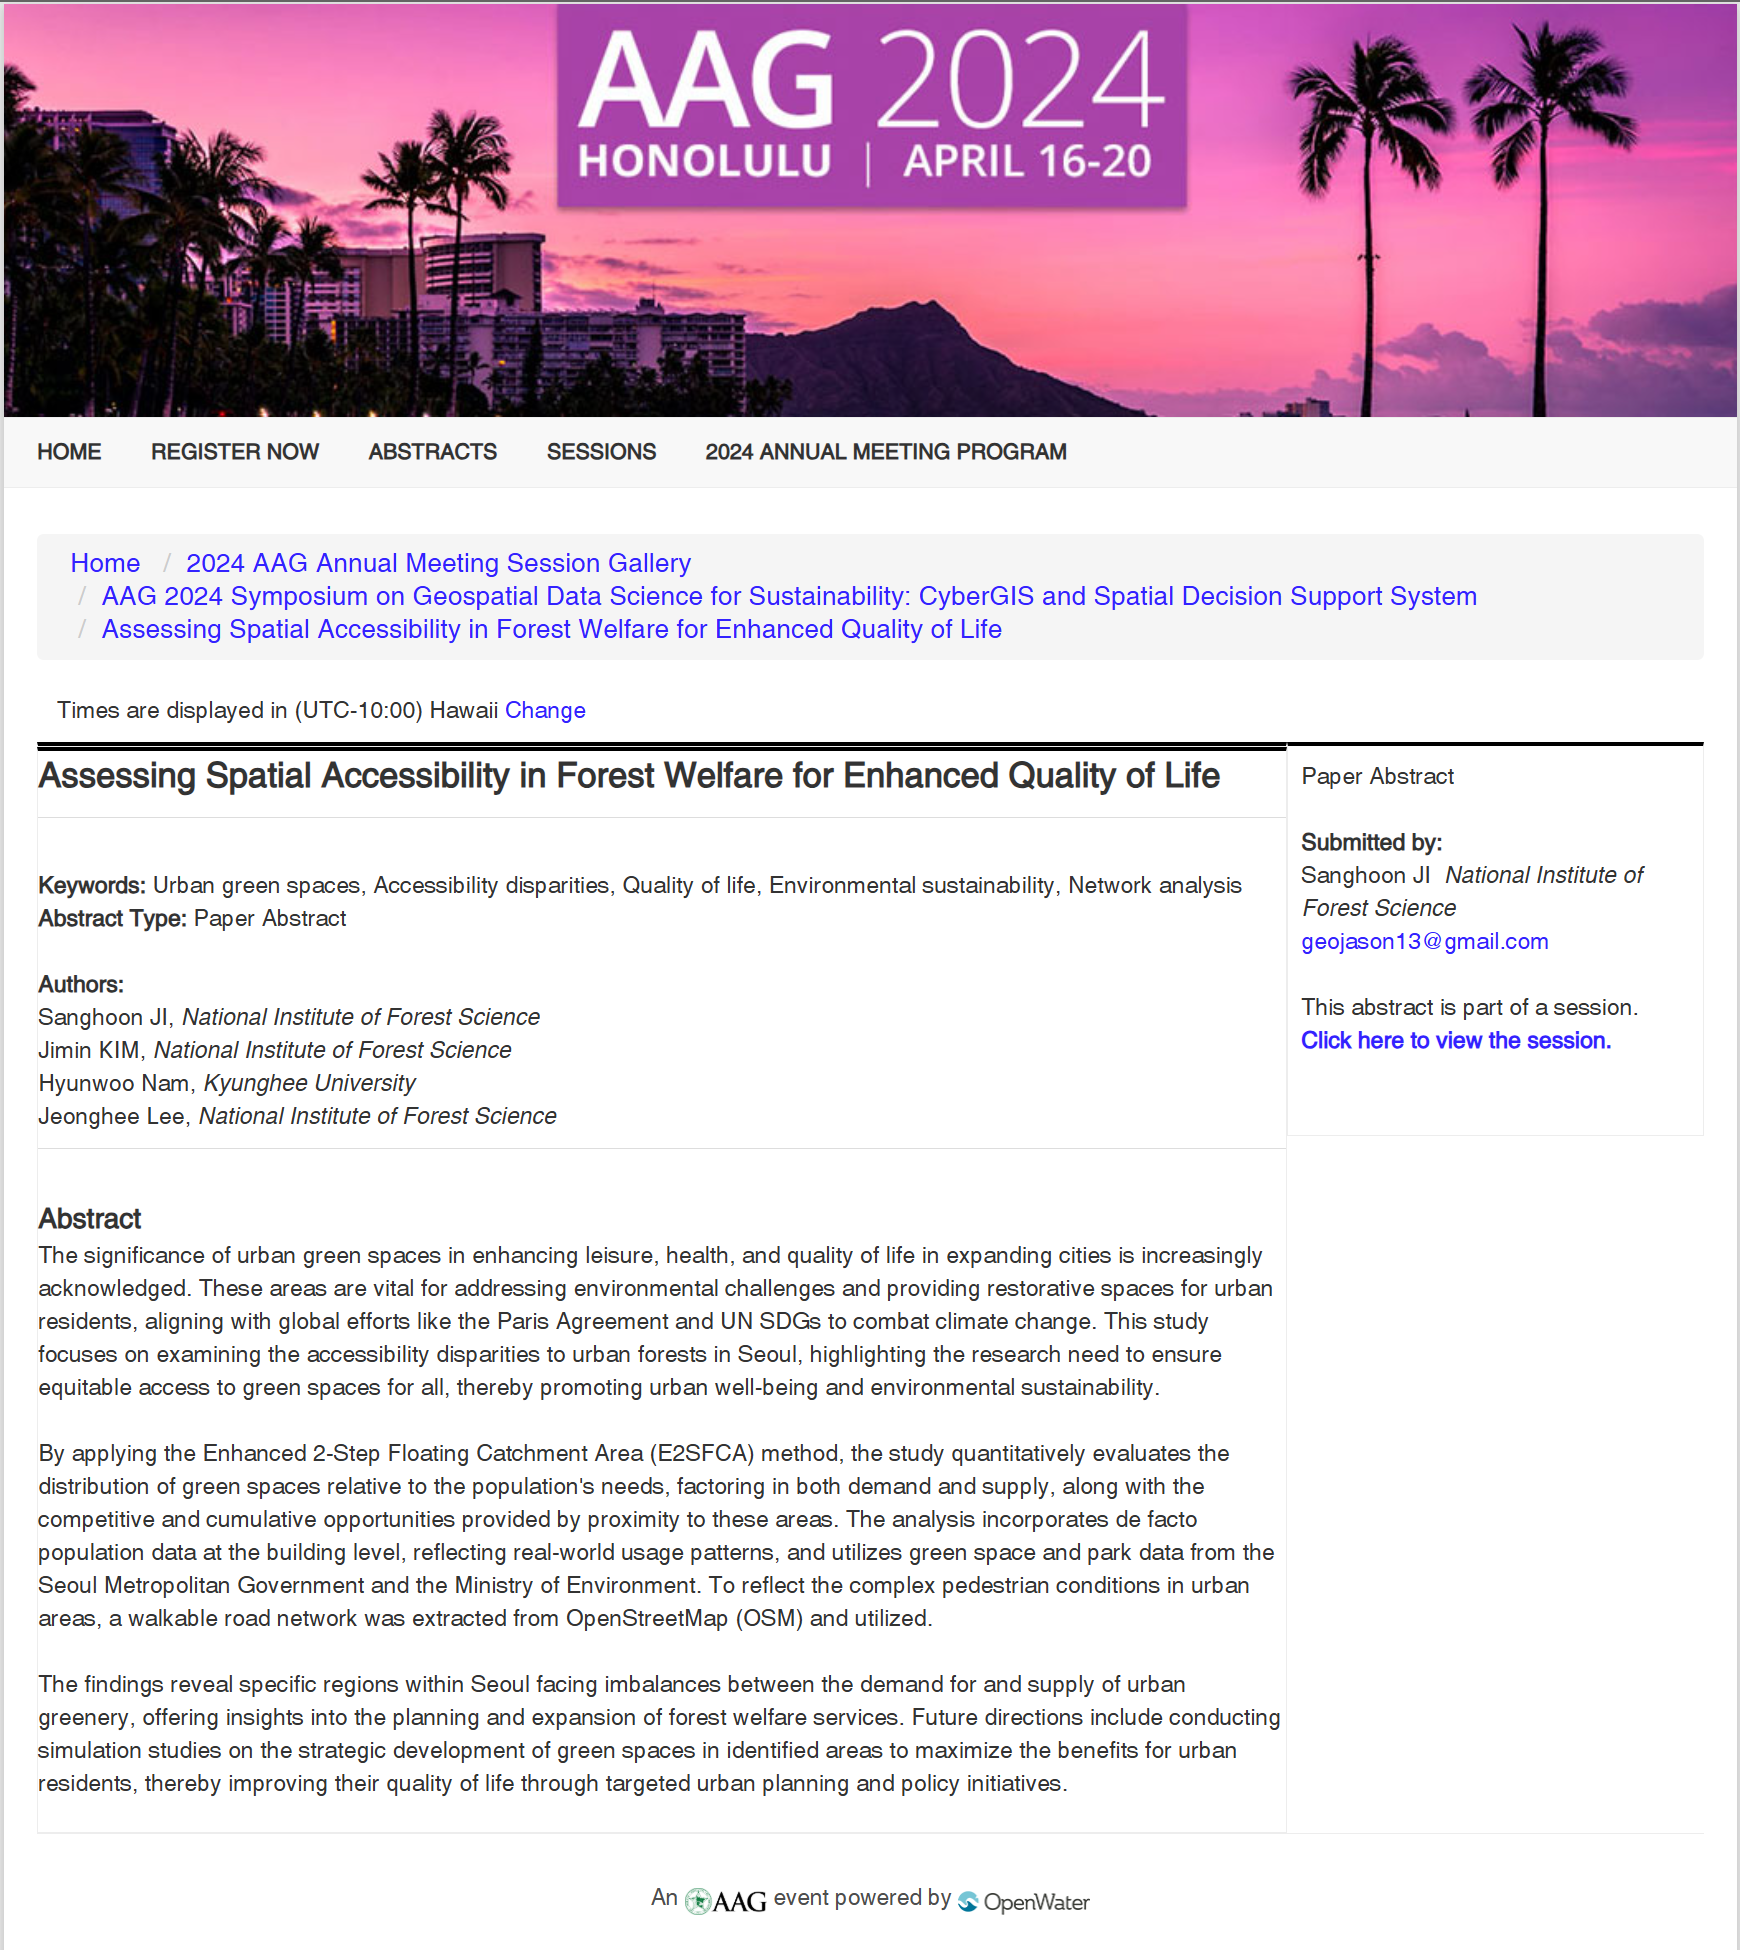 AAG 2024
HONOLULU | APRIL 16-20
HOME REGISTER NOW ABSTRACTS SESSIONS 2024 ANNUAL MEETING PROGRAM
Home / 2024 AAG Annual Meeting Session Gallery
/ AAG 2024 Symposium on Geospatial Data Science for Sustainability: CyberGIS and Spatial Decision Support System
/ Assessing Spatial Accessibility in Forest Welfare for Enhanced Quality of Life
Times are displayed in (UTC-10:00) Hawaii Change
Assessing Spatial Accessibility in Forest Welfare for Enhanced Quality of Life
Keywords: Urban green spaces, Accessibility disparities, Quality of life, Environmental sustainability, Network analysis
Abstract Type: Paper Abstract
Authors:
Sanghoon JI, National Institute of Forest Science
Jimin KIM, National Institute of Forest Science
Hyunwoo Nam, Kyunghee University
Jeonghee Lee, National Institute of Forest Science
Paper Abstract
Submitted by:
Sanghoon JI National Institute of
Forest Science
geojason13@gmail.com
This abstract is part of a session.
Click here to view the session.
Abstract
The significance of urban green spaces in enhancing leisure, health, and quality of life in expanding cities is increasingly
acknowledged. These areas are vital for addressing environmental challenges and providing restorative spaces for urban
residents, aligning with global efforts like the Paris Agreement and UN SDGs to combat climate change. This study
focuses on examining the accessibility disparities to urban forests in Seoul, highlighting the research need to ensure
equitable access to green spaces for all, thereby promoting urban well-being and environmental sustainability.
By applying the Enhanced 2-Step Floating Catchment Area (E2SFCA) method, the study quantitatively evaluates the
distribution of green spaces relative to the population's needs, factoring in both demand and supply, along with the
competitive and cumulative opportunities provided by proximity to these areas. The analysis incorporates de facto
population data at the building level, reflecting real-world usage patterns, and utilizes green space and park data from the
Seoul Metropolitan Government and the Ministry of Environment. To reflect the complex pedestrian conditions in urban
areas, a walkable road network was extracted from OpenStreetMap (OSM) and utilized.
The findings reveal specific regions within Seoul facing imbalances between the demand for and supply of urban
greenery, offering insights into the planning and expansion of forest welfare services. Future directions include conducting
simulation studies on the strategic development of green spaces in identified areas to maximize the benefits for urban
residents, thereby improving their quality of life through targeted urban planning and policy initiatives.
An AAG event powered by OpenWater